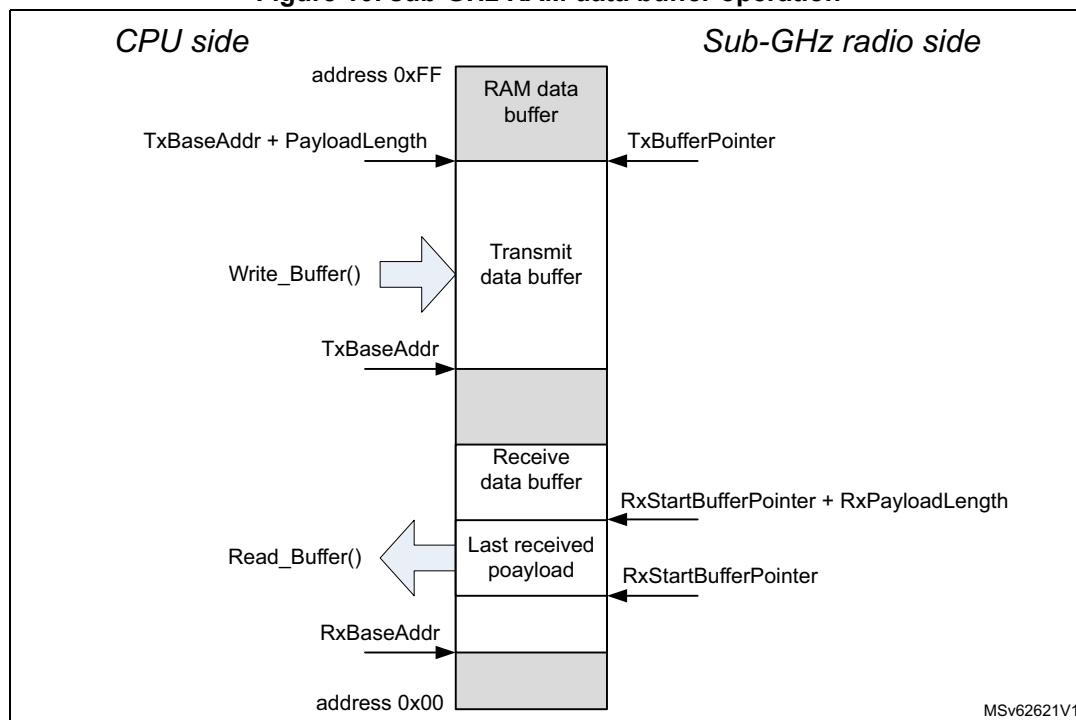 CPU side
Sub-GHz radio side
address 0xFF
RAM data
buffer
TxBaseAddr + PayloadLength
TxBufferPointer
Write_Buffer()
Transmit
data buffer
TxBaseAddr
Receive
data buffer
RxStartBufferPointer + RxPayloadLength
Read_Buffer()
Last received
poayload
RxStartBufferPointer
RxBaseAddr
address 0x00
MSv62621V1